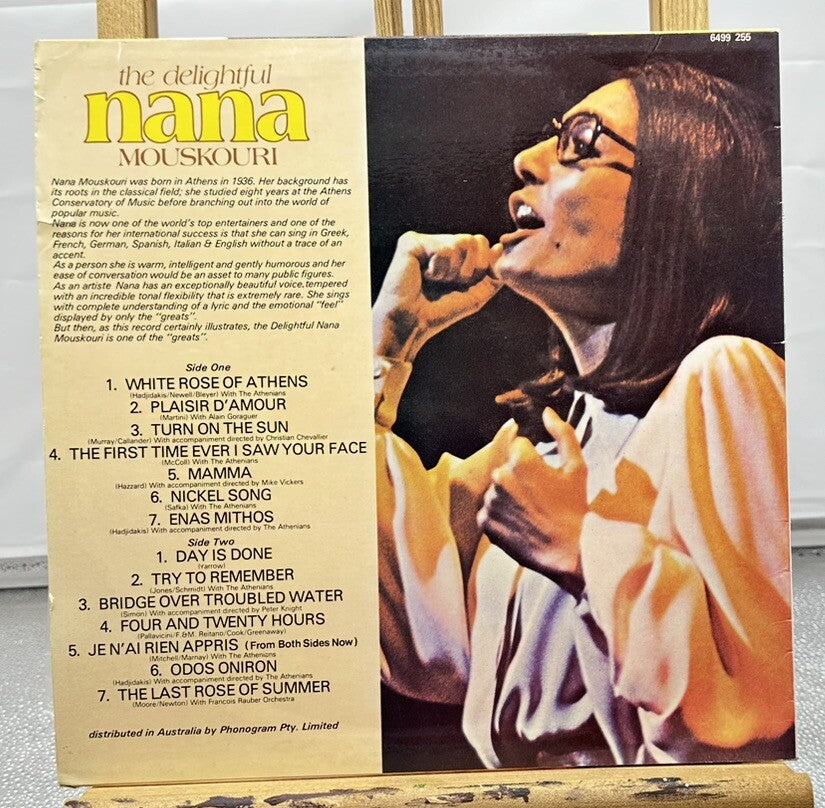 6499 255
the delightful
nana
MOUSKOURI
Nana Mouskouri was born in Athens in 1936. Her background has
its roots in the classical field; she studied eight years at the Athens
Conservatory of Music before branching out into the world of
popular music.
Nana is now one of the world's top entertainers and one of the
reasons for her international success is that she can sing in Greek,
French, German, Spanish, Italian & English without a trace of an
accent.
As a person she is warm, intelligent and gently humorous and her
ease of conversation would be an asset to many public figures.
As an artiste Nana has an exceptionally beautiful voice, tempered
with an incredible tonal flexibility that is extremely rare. She sings
with complete understanding of a lyric and the emotional "feel"
displayed by only the "greats".
But then, as this record certainly illustrates, the Delightful Nana
Mouskouri is one of the "greats".
Side One
1. WHITE ROSE OF ATHENS
(Hadjidakis/Newell/Bleyer) With The Athenians
2. PLAISIR D'AMOUR
(Martini) With Alain Goraguer
3. TURN ON THE SUN
(Murray/Callander) With accompaniment directed by Christian Chevallier
4. THE FIRST TIME EVER I SAW YOUR FACE
(McColl) With The Athenians
5. MAMMA
(Hazzard) With accompaniment directed by Mike Vickers
6. NICKEL SONG
(Safka) With The Athenians
7. ENAS MITHOS
(Hadjidakis) With accompaniment directed by The Athenians
Side Two
1. DAY IS DONE
(Yarrow)
2. TRY TO REMEMBER
(Jones/Schmidt) With The Athenians
3. BRIDGE OVER TROUBLED WATER
(Simon) With accompaniment directed by Peter Knight
4. FOUR AND TWENTY HOURS
(Pallavicini/F.&M. Reitano/Cook/Greenaway)
5. JE N'AI RIEN APPRIS (From Both Sides Now)
(Mitchell/Marnay) With The Athenians
6. ODOS ONIRON
(Hadjidakis) With accompaniment directed by The Athenians
7. THE LAST ROSE OF SUMMER
(Moore/Newton) With Francois Rauber Orchestra
distributed in Australia by Phonogram Pty. Limited